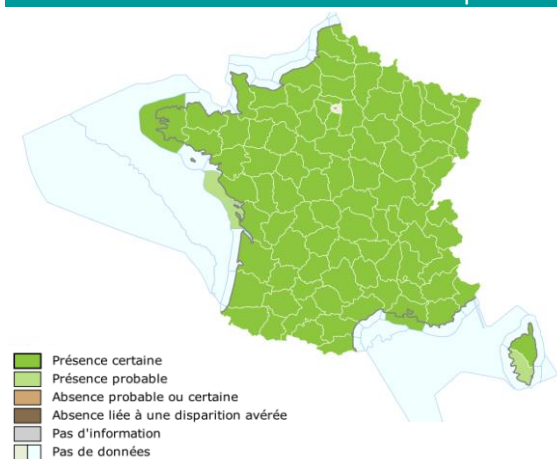 Présence certaine
Présence probable
Absence probable ou certaine
Absence liée à une disparition avérée
Pas d'information
Pas de données